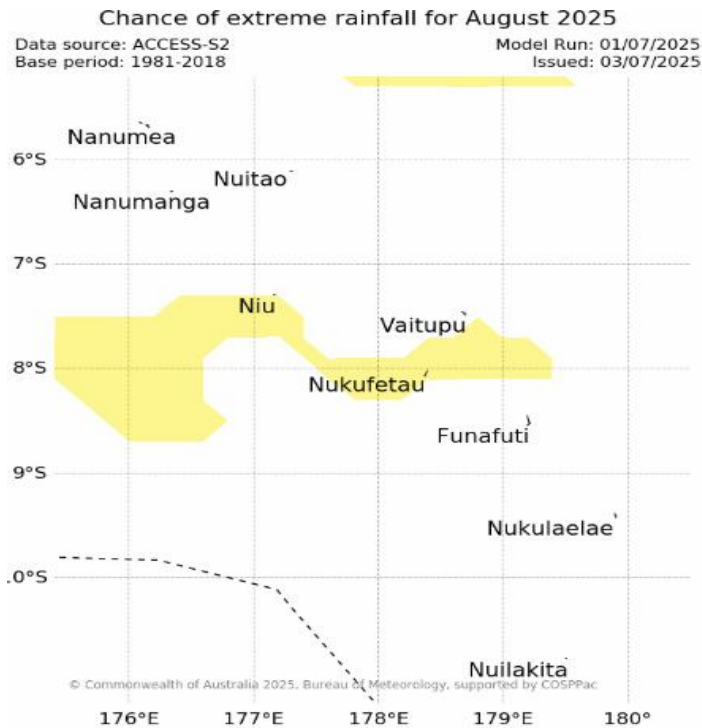 Chance of extreme rainfall for August 2025
Data source: ACCESS-S2 Model Run: 01/07/2025
Base period: 1981-2018 Issued: 03/07/2025
Nanumea
6°S
Nuitao
Nanumanga
7°S
Niu
Vaitupu
8°S
Nukufetau
Funafuti
9°S
Nukulaelae
.0°S
Nuilakita
© Commonwealth of Australia 2025, Bureau of Meteorology, supported by COSPPac
176°E 177°E 178°E 179°E 180°